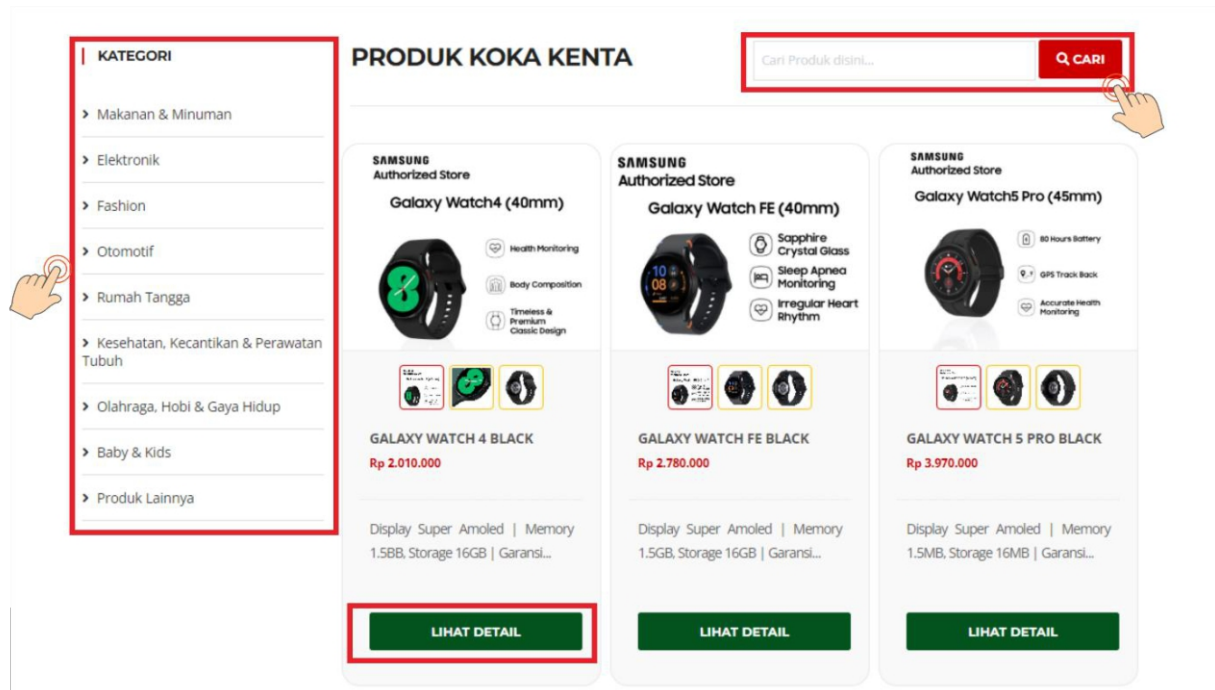 KATEGORI
Makanan & Minuman
Elektronik
Fashion
Otomotif
Rumah Tangga
Kesehatan, Kecantikan & Perawatan
Tubuh
Olahraga, Hobi & Gaya Hidup
Baby & Kids
Produk Lainnya
PRODUK KOKA KENTA
Cari Produk disini...
CARI
SAMSUNG
Authorized Store
Galaxy Watch4 (40mm)
Health Monitoring
Body Composition
Timeless &
Premium
Classic Design
GALAXY WATCH 4 BLACK
Rp 2.010.000
Display Super Amoled | Memory
1.5BB, Storage 16GB | Garansi...
LIHAT DETAIL
SAMSUNG
Authorized Store
Galaxy Watch FE (40mm)
Sapphire
Crystal Glass
Sleep Apnea
Monitoring
Irregular Heart
Rhythm
10
08
GALAXY WATCH FE BLACK
Rp 2.780.000
Display Super Amoled | Memory
1.5GB, Storage 16GB | Garansi...
LIHAT DETAIL
SAMSUNG
Authorized Store
Galaxy Watch5 Pro (45mm)
80 Hours Battery
GPS Track Back
Accurate Health
Monitoring
GALAXY WATCH 5 PRO BLACK
Rp 3.970.000
Display Super Amoled | Memory
1.5MB, Storage 16MB | Garansi...
LIHAT DETAIL